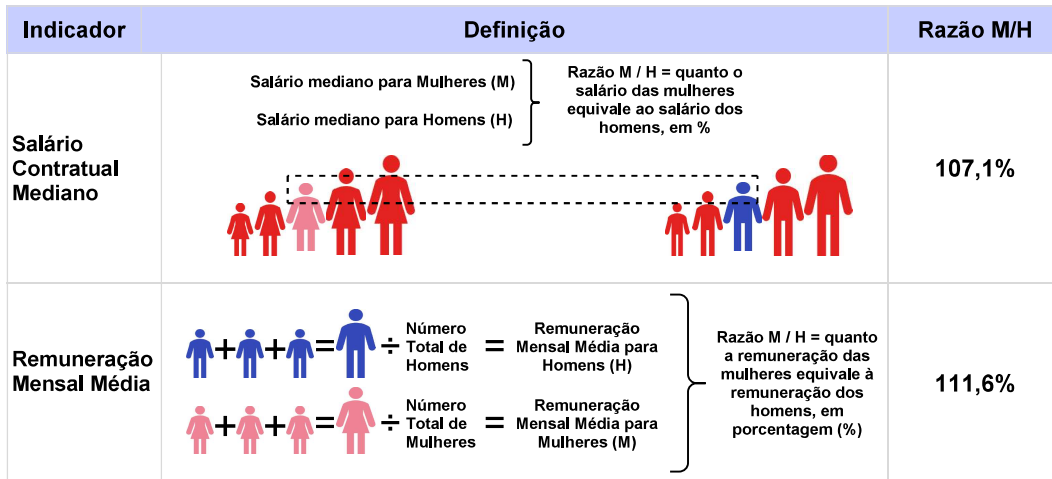 Indicador
Definição
Razão M/H
Salário
Contratual
Mediano
Salário mediano para Mulheres (M)
Salário mediano para Homens (H)
Razão M / H = quanto o
salário das mulheres
equivale ao salário dos
homens, em %
107,1%
Remuneração
Mensal Média
+ + = ÷
Número
Total de
Homens
=
Remuneração
Mensal Média para
Homens (H)
+ + = ÷
Número
Total de
Mulheres
=
Remuneração
Mensal Média para
Mulheres (M)
Razão M / H = quanto
a remuneração das
mulheres equivale à
remuneração dos
homens, em
porcentagem (%)
111,6%